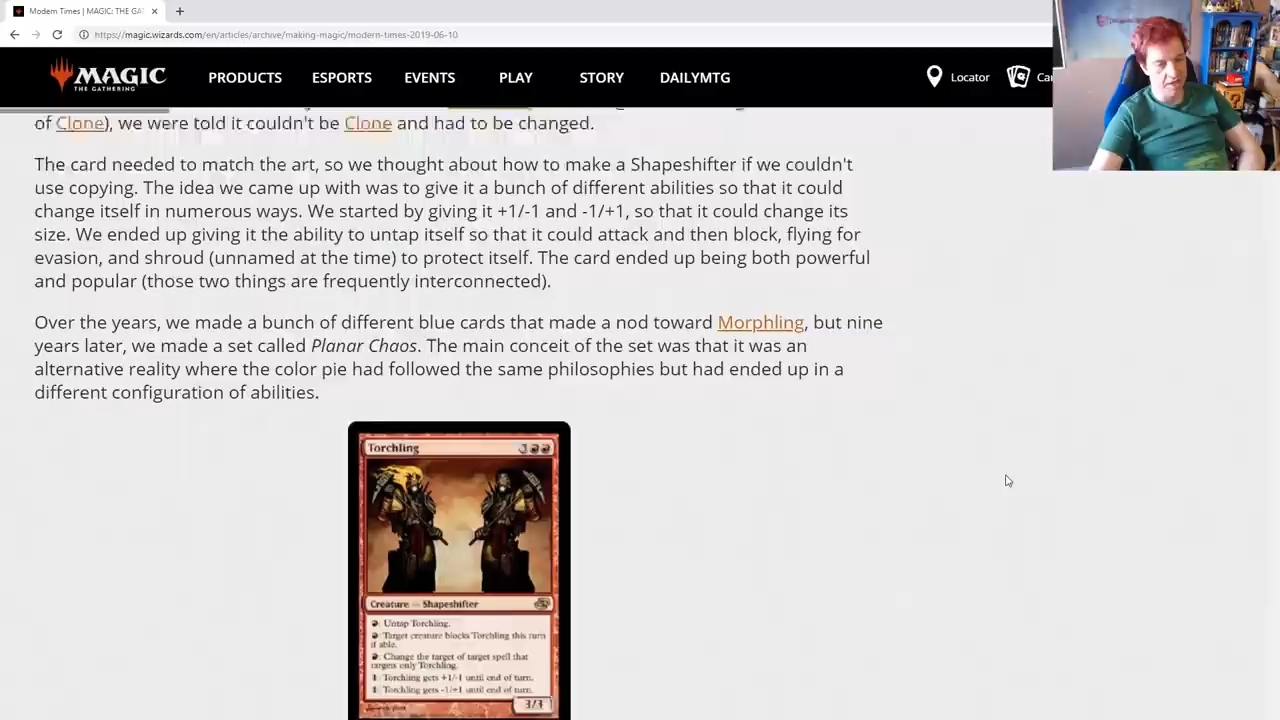 Modern Times | MAGIC: THE GA
https://magic.wizards.com/en/articles/archive/making-magic/modern-times-2019-06-10
MAGIC
THE GATHERING
PRODUCTS ESPORTS EVENTS PLAY STORY DAILYMTG Locator Ca
of Clone), we were told it couldn't be Clone and had to be changed.
The card needed to match the art, so we thought about how to make a Shapeshifter if we couldn't
use copying. The idea we came up with was to give it a bunch of different abilities so that it could
change itself in numerous ways. We started by giving it +1/-1 and -1/+1, so that it could change its
size. We ended up giving it the ability to untap itself so that it could attack and then block, flying for
evasion, and shroud (unnamed at the time) to protect itself. The card ended up being both powerful
and popular (those two things are frequently interconnected).
Over the years, we made a bunch of different blue cards that made a nod toward Morphling, but nine
years later, we made a set called Planar Chaos. The main conceit of the set was that it was an
alternative reality where the color pie had followed the same philosophies but had ended up in a
different configuration of abilities.
Torchling
Creature — Shapeshifter
: Untap Torchling.
: Target creature blocks Torchling this turn
if able.
: Change the target of target spell that
targets only Torchling.
1: Torchling gets +1/-1 until end of turn.
1: Torchling gets -1/+1 until end of turn.
3/3